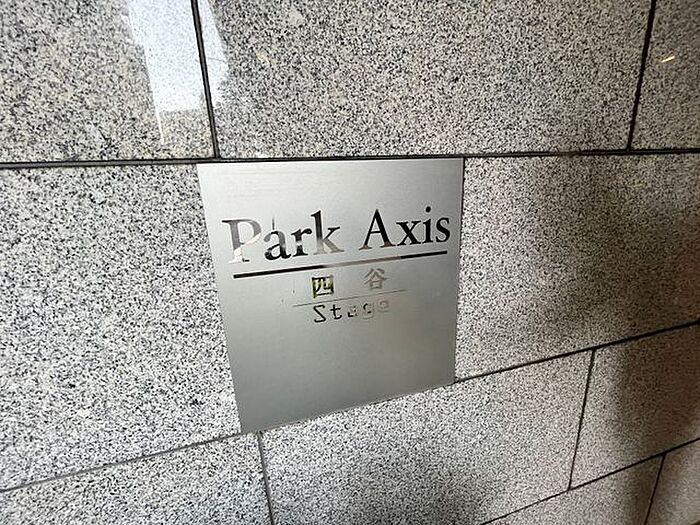 Park Axis
四谷
Stage